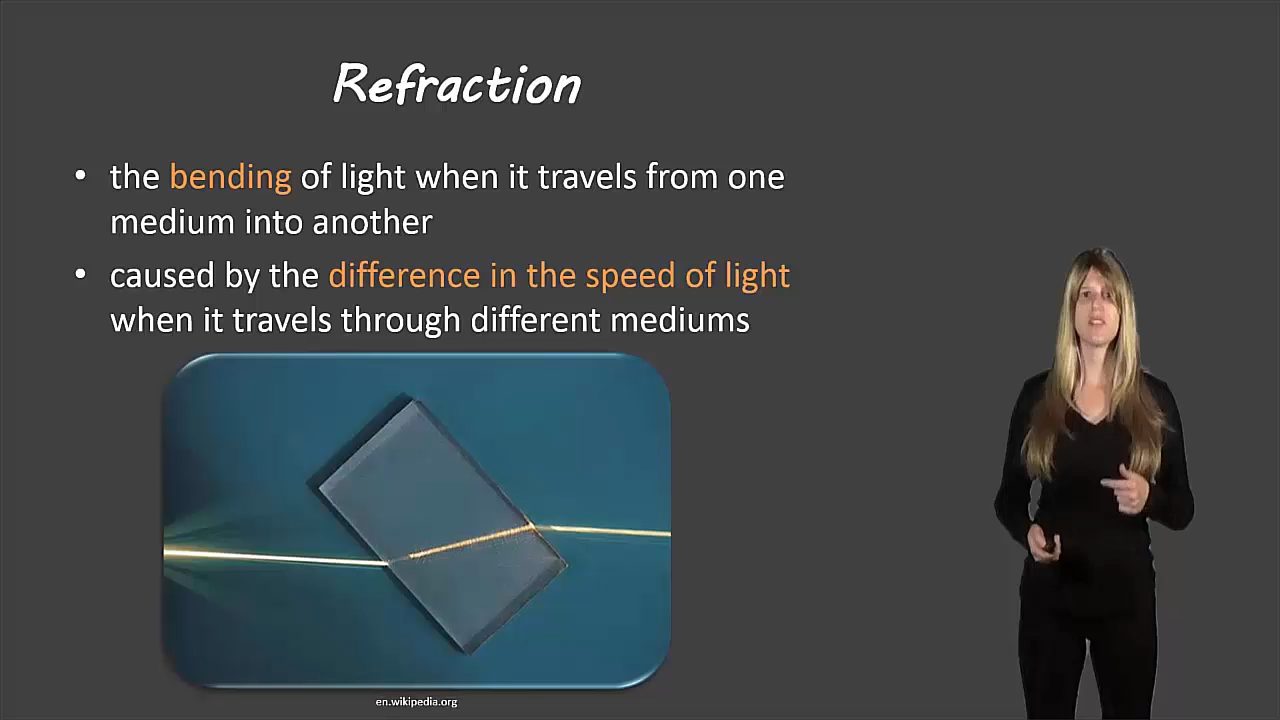 Refraction
• the bending of light when it travels from one
medium into another
• caused by the difference in the speed of light
when it travels through different mediums
en.wikipedia.org